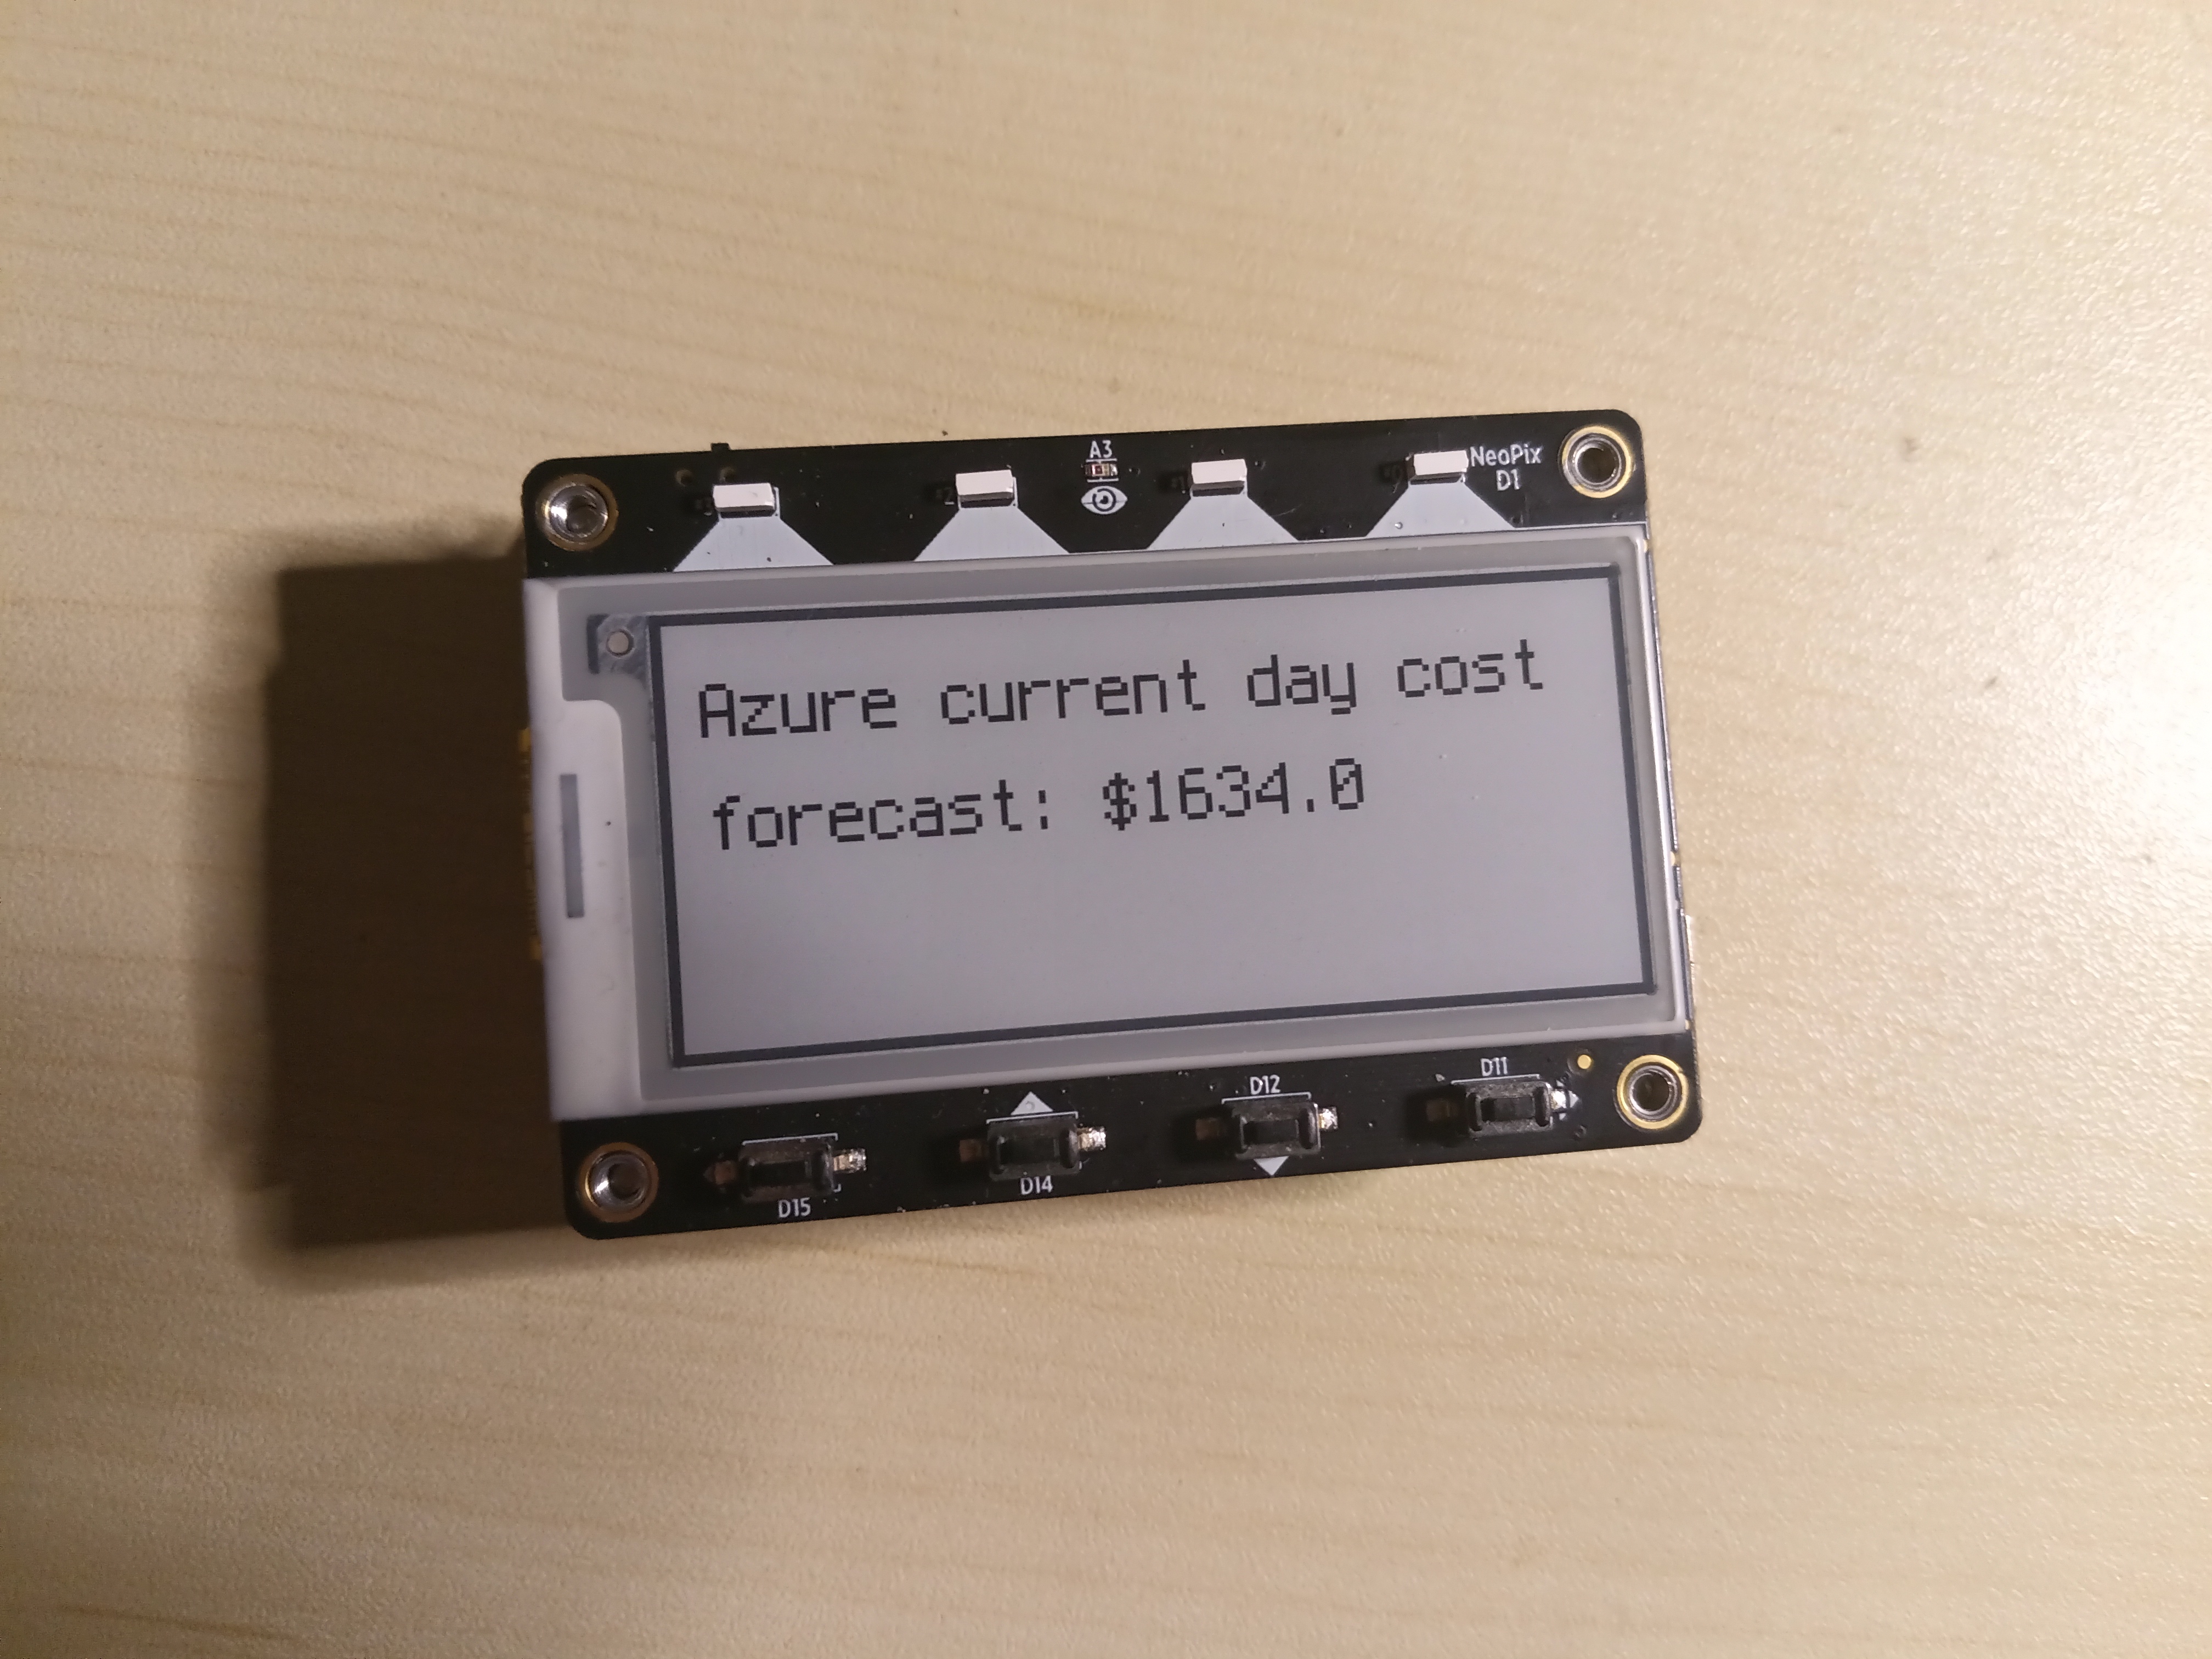 A3
NeoPix
D1
Azure current day cost
forecast: $1634.0
D15
D14
D12
D11